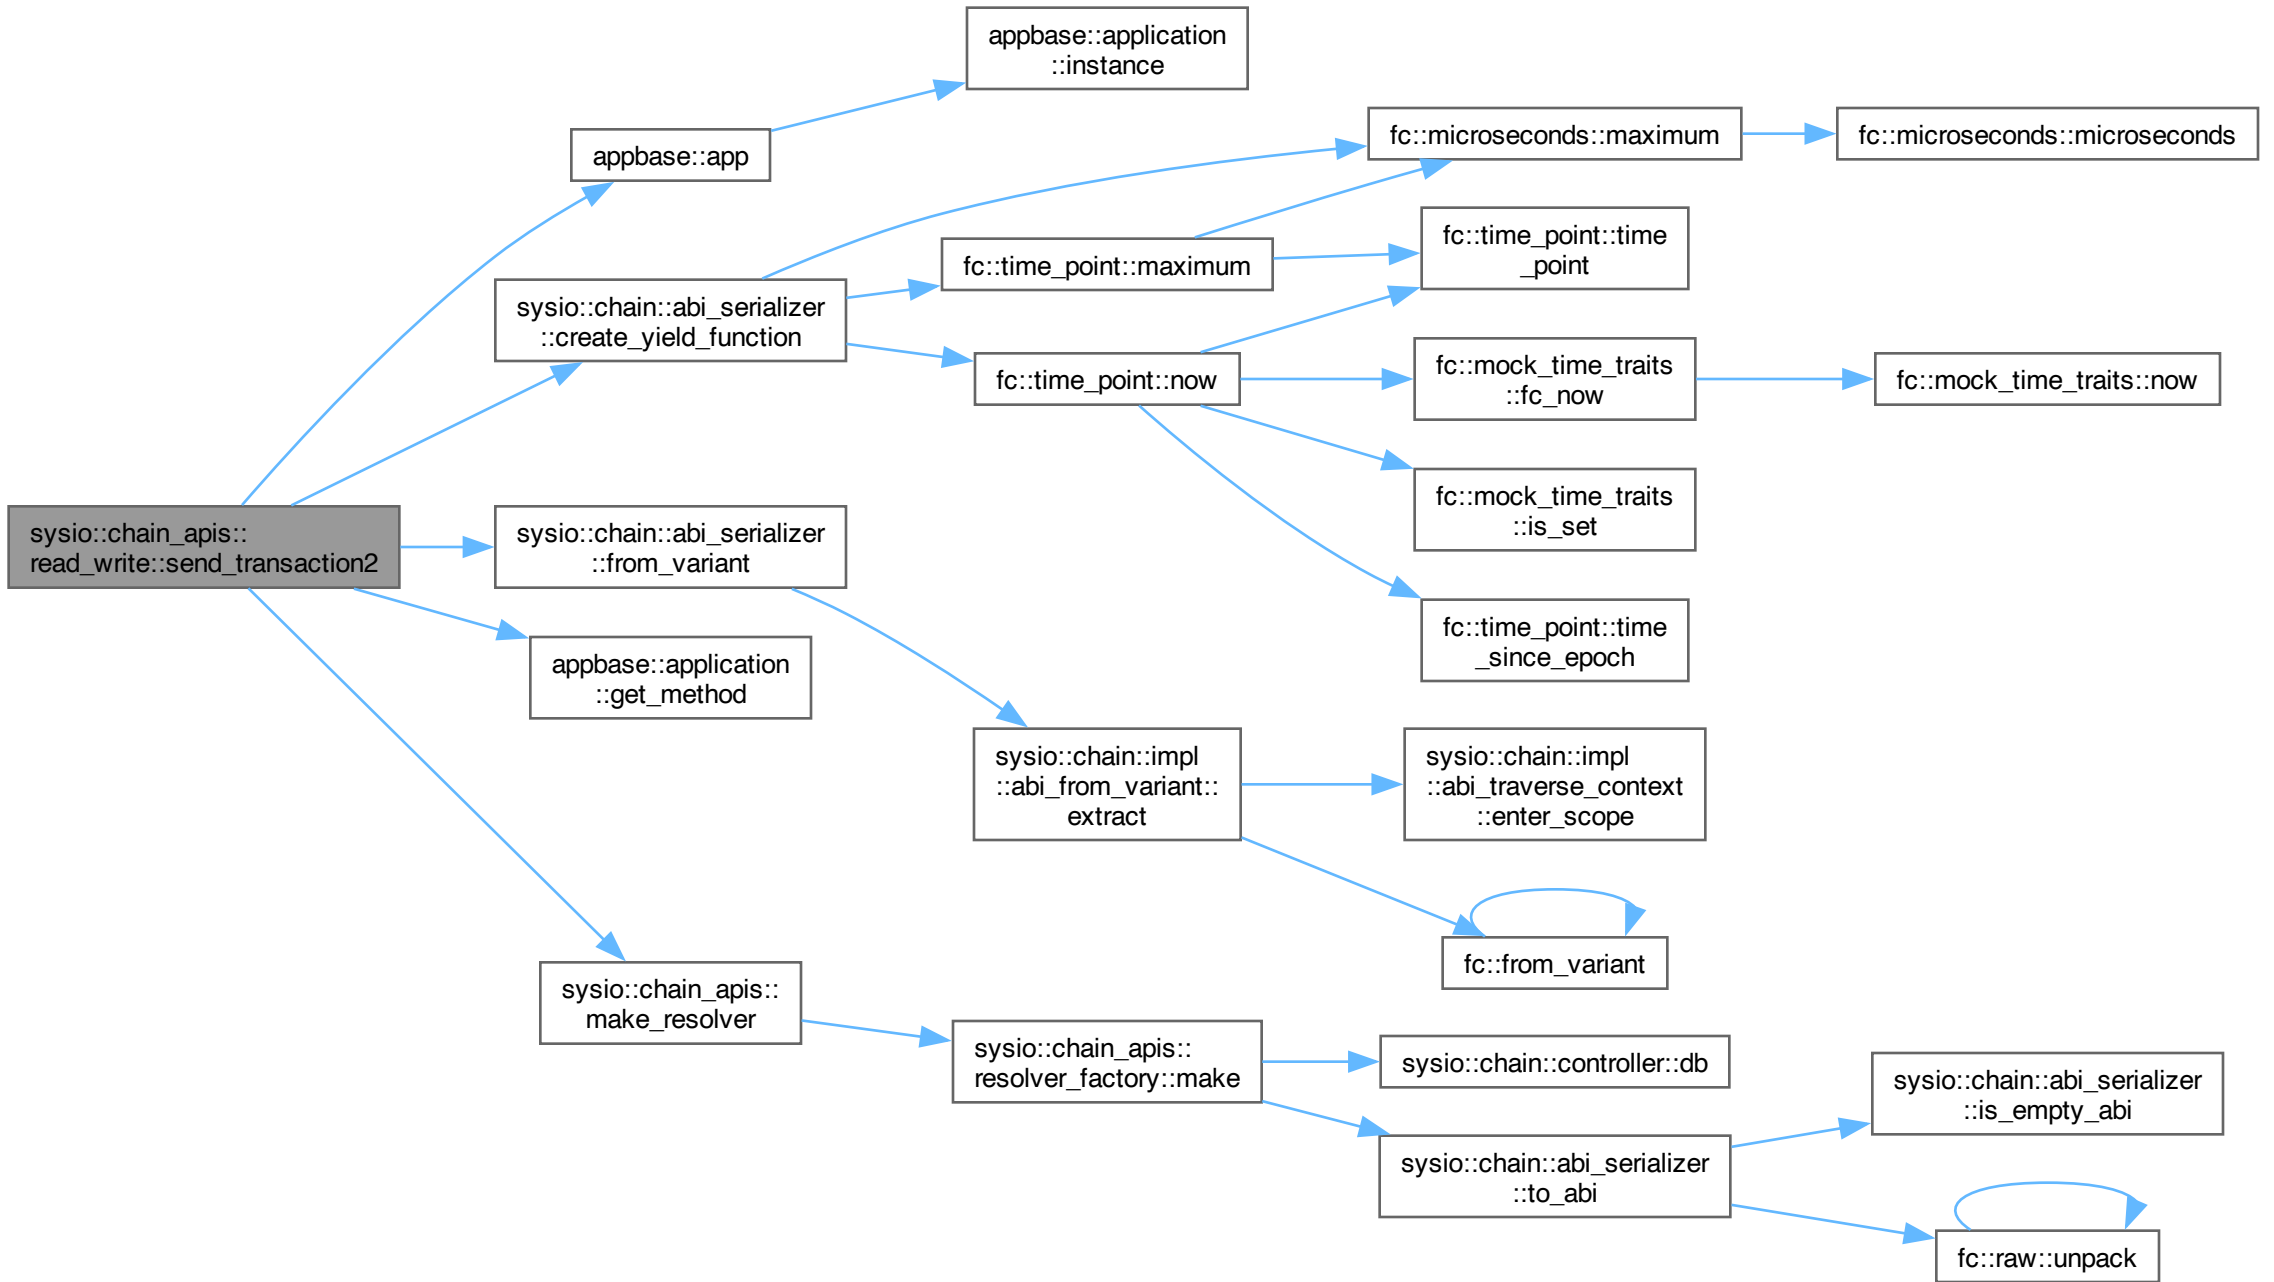 appbase::application
::instance
appbase::app
fc::microseconds::maximum
fc::microseconds::microseconds
fc::time_point::time
_point
fc::time_point::maximum
sysio::chain::abi_serializer
::create_yield_function
fc::time_point::now
fc::mock_time_traits
::fc_now
fc::mock_time_traits::now
fc::mock_time_traits
::is_set
sysio::chain_apis::
read_write::send_transaction2
sysio::chain::abi_serializer
::from_variant
fc::time_point::time
_since_epoch
appbase::application
::get_method
sysio::chain::impl
::abi_from_variant::
extract
sysio::chain::impl
::abi_traverse_context
::enter_scope
fc::from_variant
sysio::chain_apis::
make_resolver
sysio::chain_apis::
resolver_factory::make
sysio::chain::controller::db
sysio::chain::abi_serializer
::is_empty_abi
sysio::chain::abi_serializer
::to_abi
fc::raw::unpack